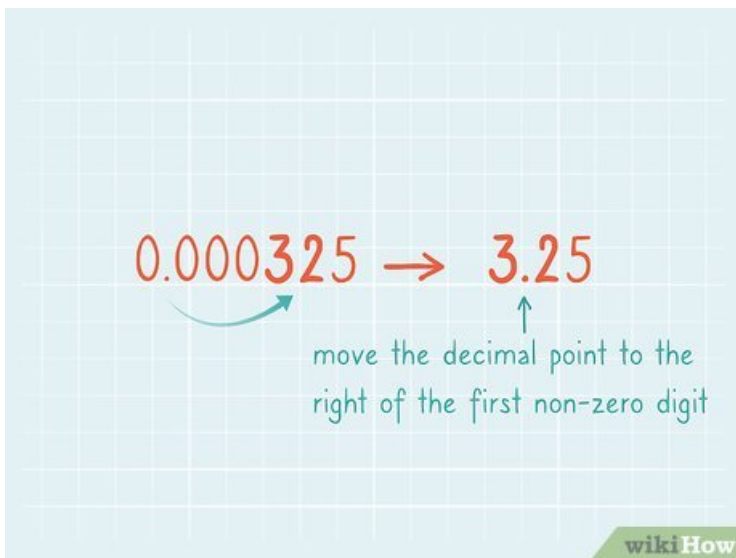 0.000325 → 3.25
move the decimal point to the
right of the first non-zero digit
wikiHow